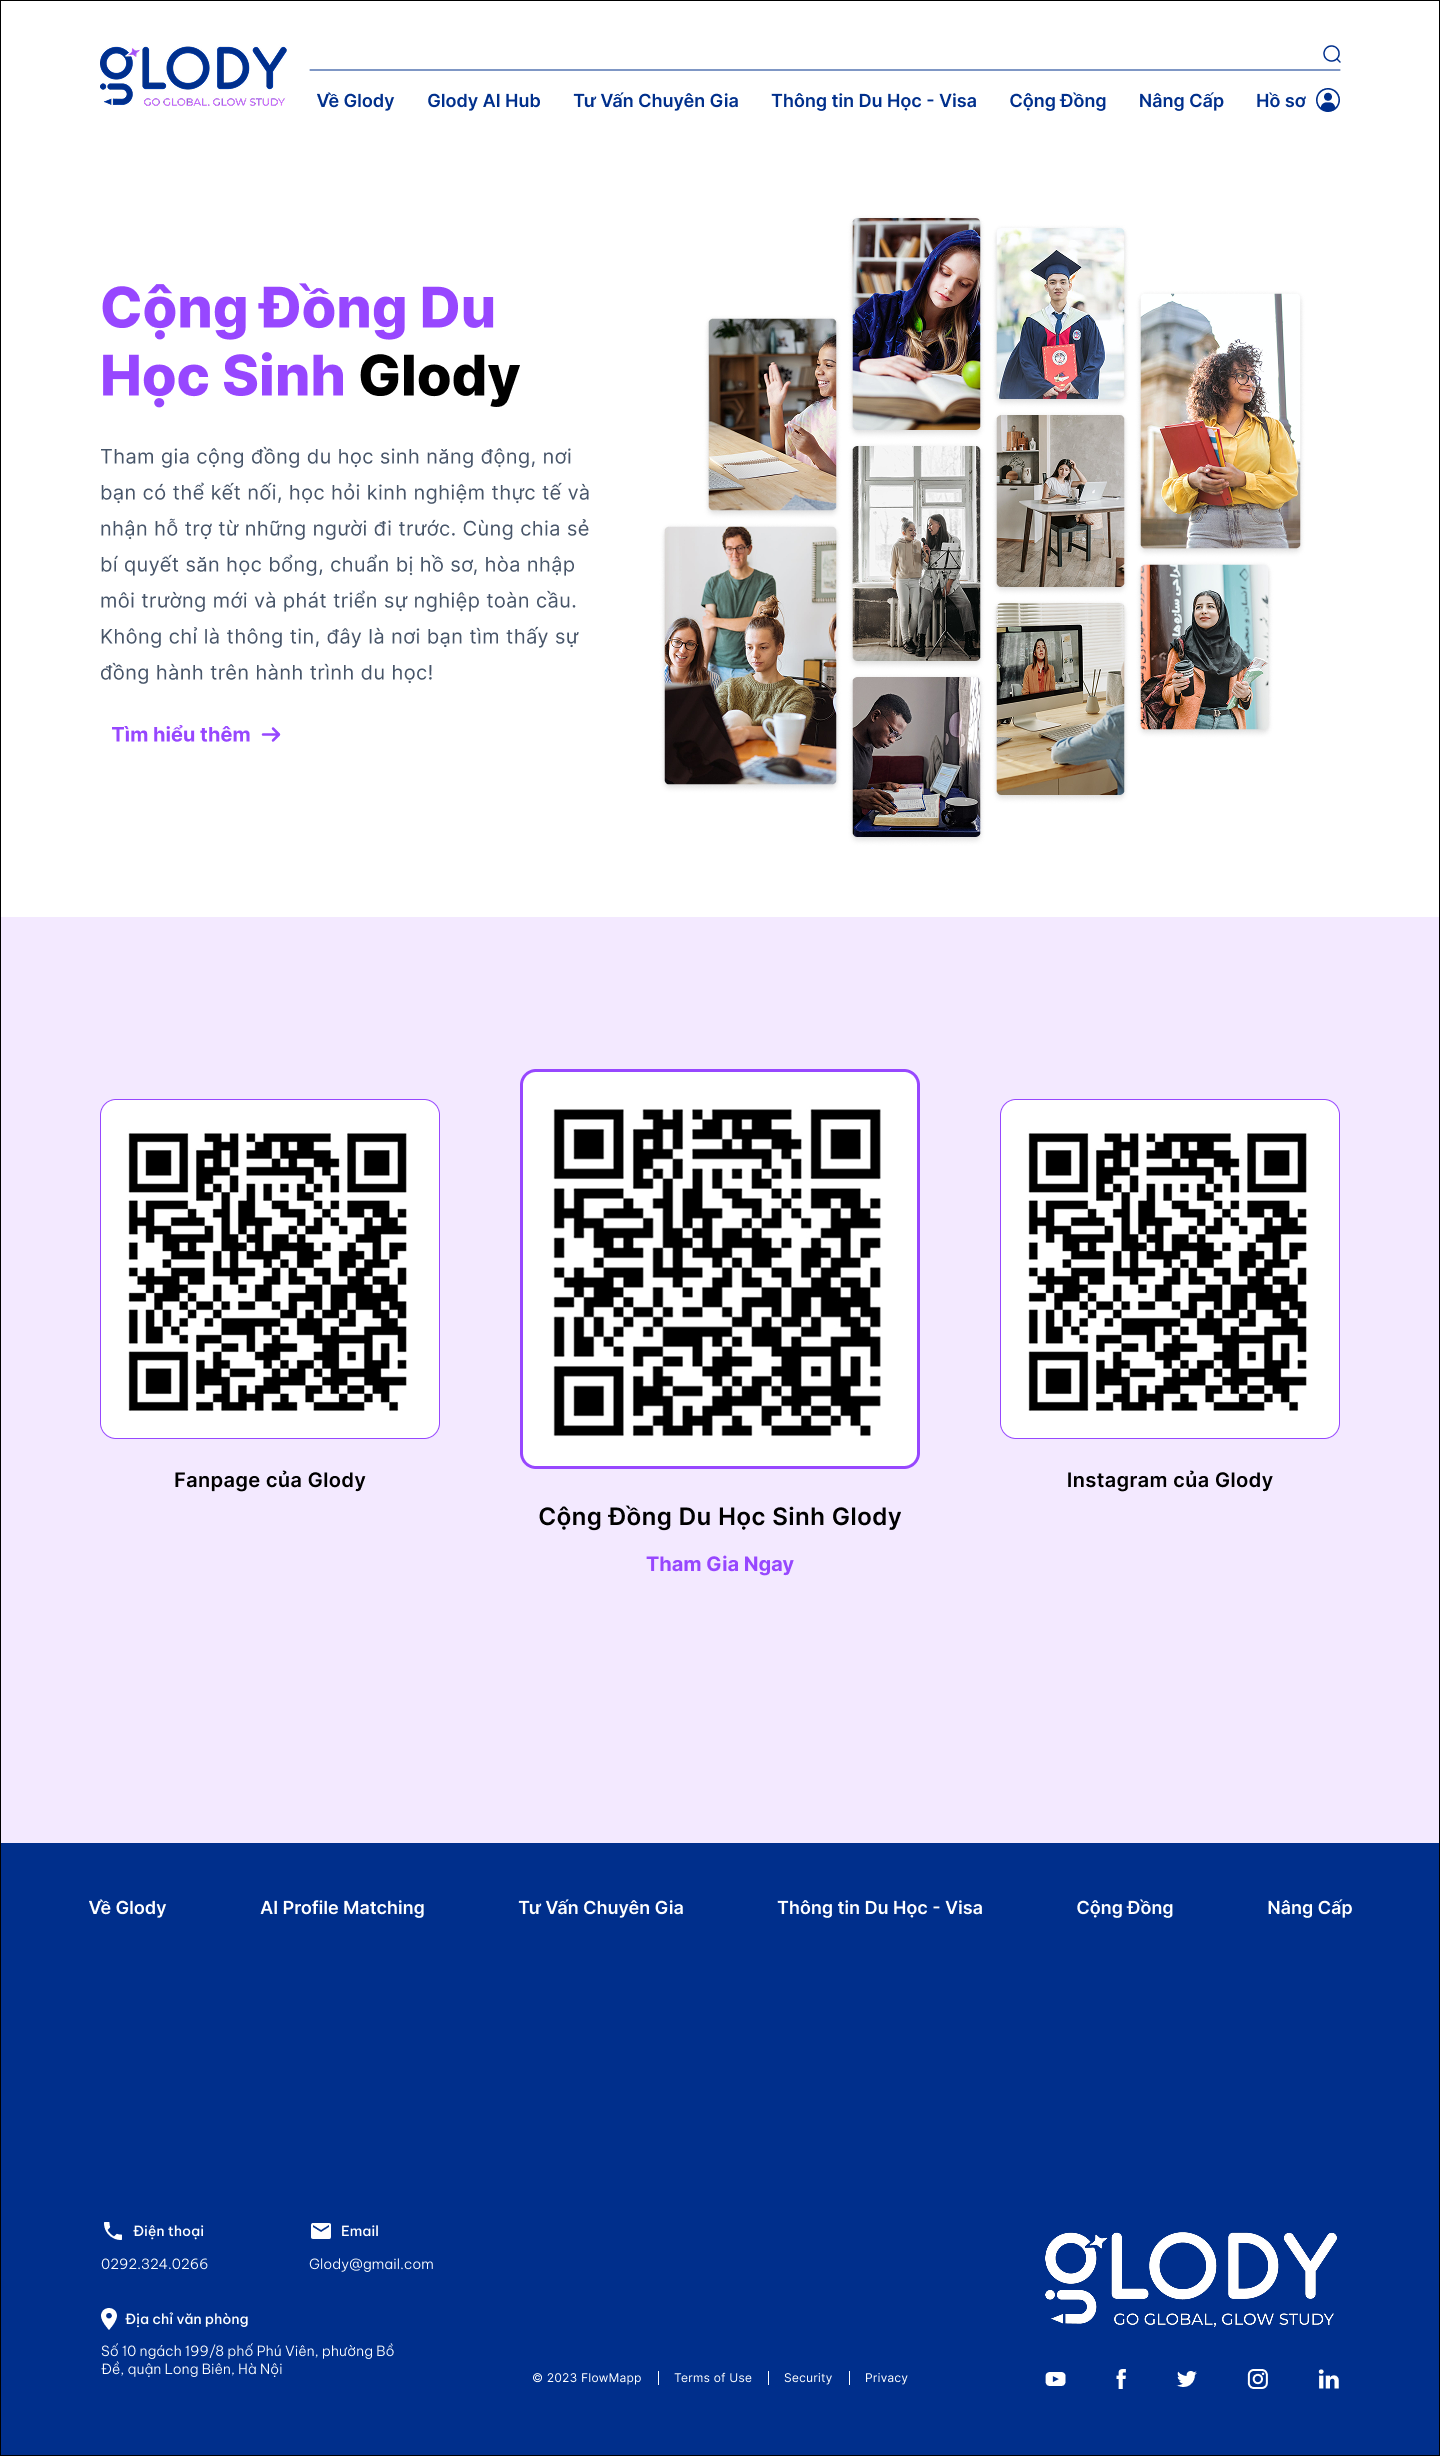 gLODY
GO GLOBAL, GLOW STUDY
Về Glody
Glody AI Hub
Tư Vấn Chuyên Gia
Thông tin Du Học - Visa
Cộng Đồng
Nâng Cấp
Hồ sơ
Cộng Đồng Du
Học Sinh Glody
Tham gia cộng đồng du học sinh năng động, nơi
bạn có thể kết nối, học hỏi kinh nghiệm thực tế và
nhận hỗ trợ từ những người đi trước. Cùng chia sẻ
bí quyết săn học bổng, chuẩn bị hồ sơ, hòa nhập
môi trường mới và phát triển sự nghiệp toàn cầu.
Không chỉ là thông tin, đây là nơi bạn tìm thấy sự
đồng hành trên hành trình du học!
Tìm hiểu thêm
Fanpage của Glody
Cộng Đồng Du Học Sinh Glody
Tham Gia Ngay
Instagram của Glody
Về Glody
AI Profile Matching
Tư Vấn Chuyên Gia
Thông tin Du Học - Visa
Cộng Đồng
Nâng Cấp
Điện thoại
0292.324.0266
Email
Glody@gmail.com
Địa chỉ văn phòng
Số 10 ngách 199/8 phố Phú Viên, phường Bồ
Đề, quận Long Biên, Hà Nội
© 2023 FlowMapp
Terms of Use
Security
Privacy
gLODY
GO GLOBAL, GLOW STUDY